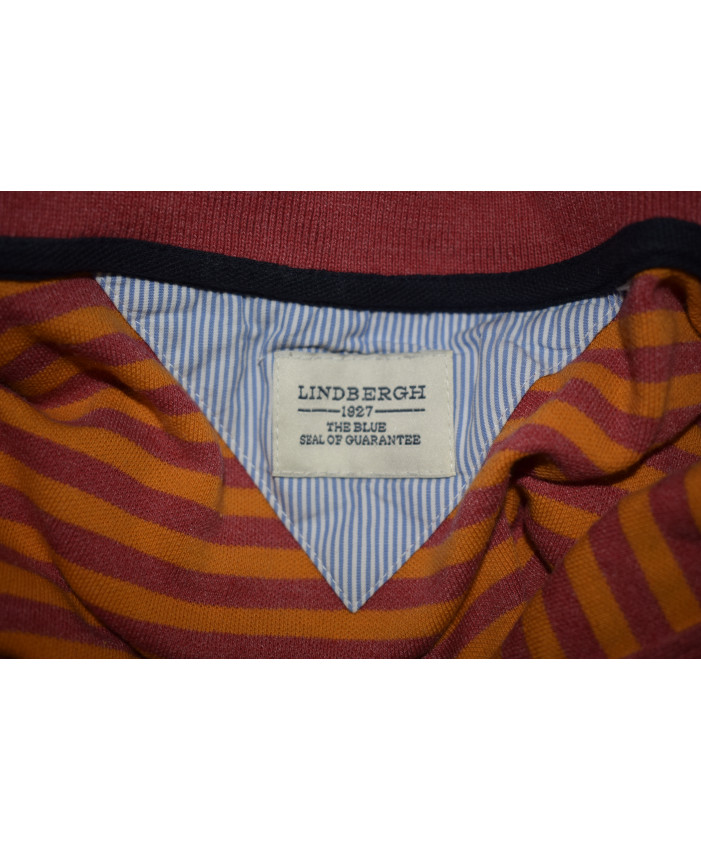 LINDBERGH
1927
THE BLUE
SEAL OF GUARANTEE